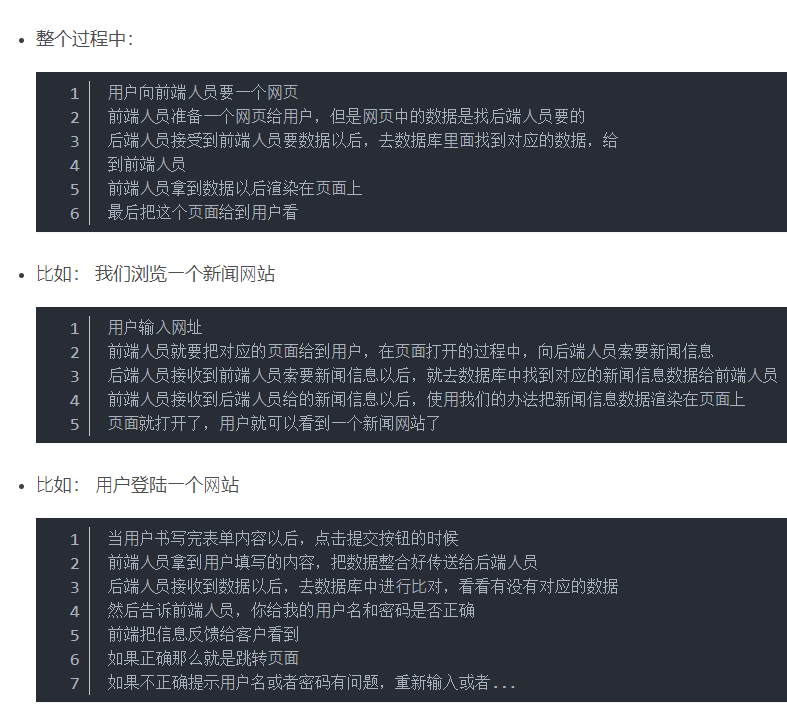 整个过程中：
1 用户向前端人员要一个网页
2 前端人员准备一个网页给用户，但是网页中的数据是找后端人员要的
3 后端人员接受到前端人员要数据以后，去数据库里面找到对应的数据，给
4 到前端人员
5 前端人员拿到数据以后渲染在页面上
6 最后把这个页面给到用户看
比如： 我们浏览一个新闻网站
1 用户输入网址
2 前端人员就要把对应的页面给到用户，在页面打开的过程中，向后端人员索要新闻信息
3 后端人员接收到前端人员索要新闻信息以后，就去数据库中找到对应的新闻信息数据给前端人员
4 前端人员接收到后端人员给的新闻信息以后，使用我们的办法把新闻信息数据渲染在页面上
5 页面就打开了，用户就可以看到一个新闻网站了
比如： 用户登陆一个网站
1 当用户书写完表单内容以后，点击提交按钮的时候
2 前端人员拿到用户填写的内容，把数据整合好传送给后端人员
3 后端人员接收到数据以后，去数据库中进行比对，看看有没有对应的数据
4 然后告诉前端人员，你给我的用户名和密码是否正确
5 前端把信息反馈给客户看到
6 如果正确那么就是跳转页面
7 如果不正确提示用户名或者密码有问题，重新输入或者...